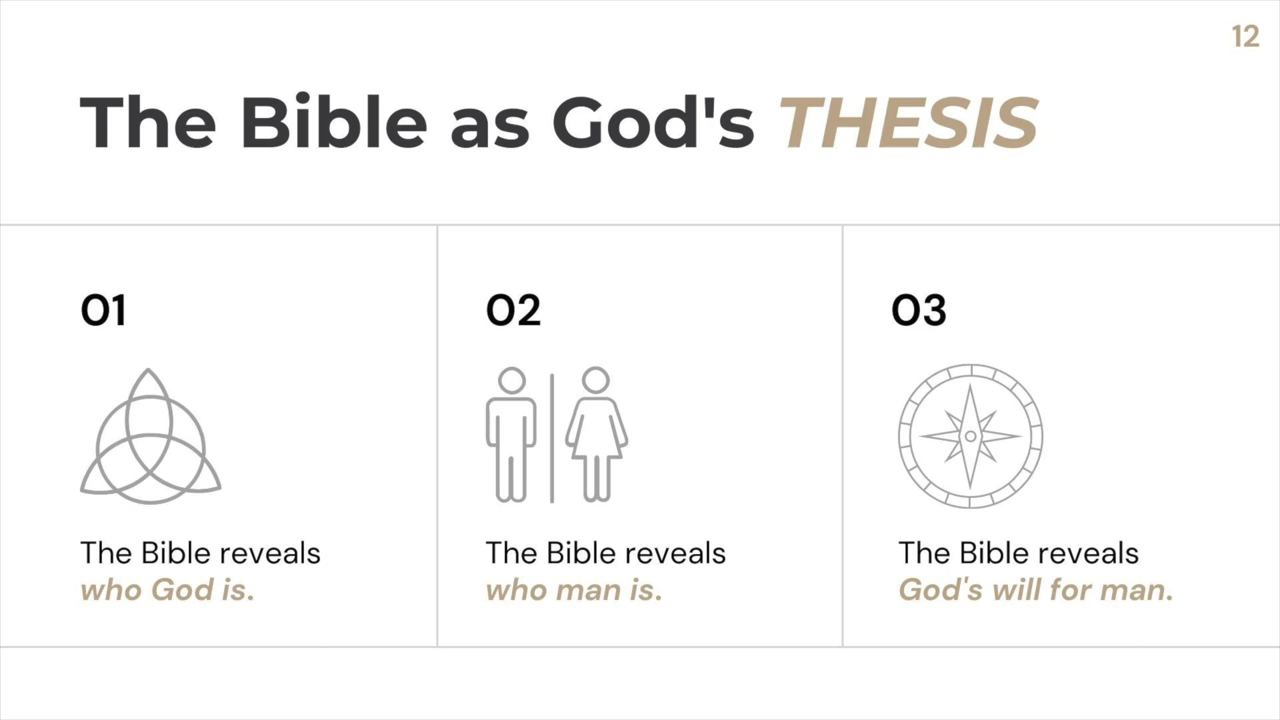 12
The Bible as God's THESIS
01
The Bible reveals
who God is.
02
The Bible reveals
who man is.
03
The Bible reveals
God's will for man.